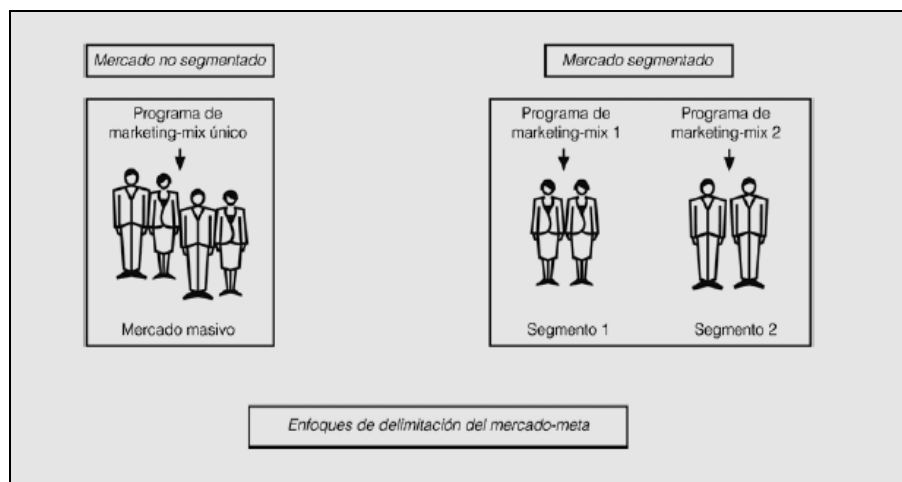 Mercado no segmentado
Programa de
marketing-mix único
Mercado masivo
Mercado segmentado
Programa de
marketing-mix 1
Segmento 1
Programa de
marketing-mix 2
Segmento 2
Enfoques de delimitación del mercado-meta